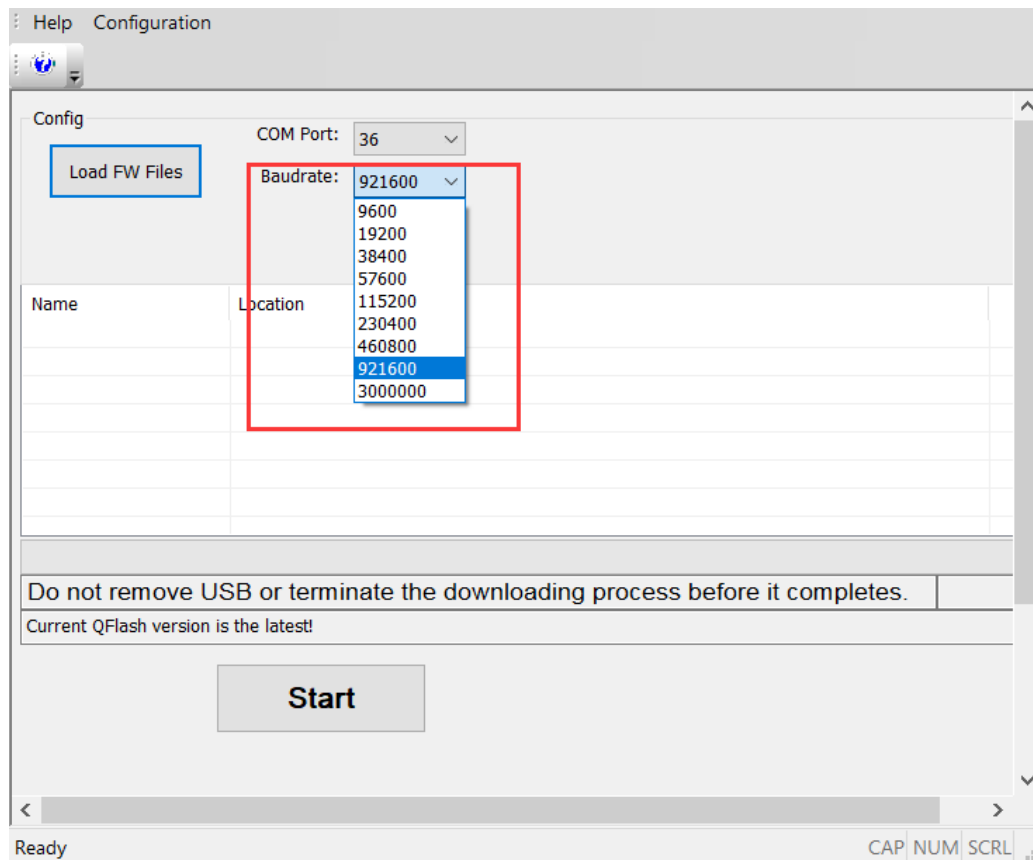 Help Configuration
Config
COM Port: 36
Load FW Files
Baudrate: 921600
9600
19200
38400
57600
115200
230400
460800
921600
3000000
Name Location
Do not remove USB or terminate the downloading process before it completes.
Current QFlash version is the latest!
Start
Ready CAP NUM SCRL